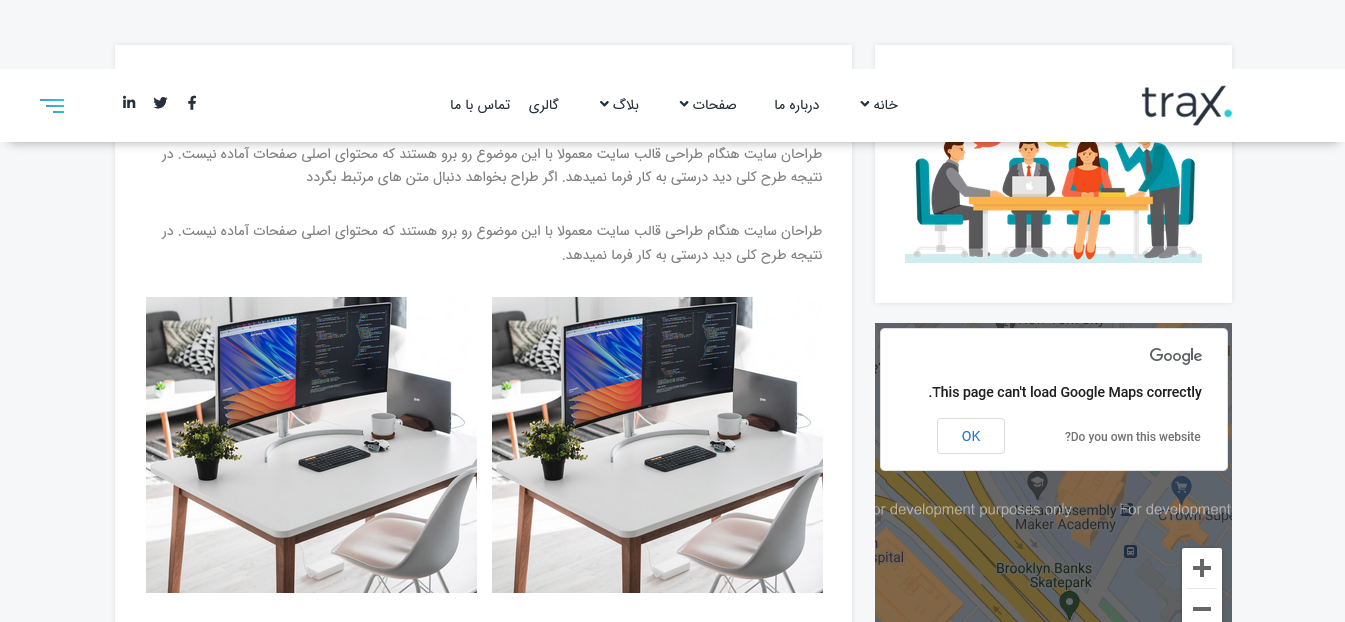 trax.
خانه
درباره ما
صفحات
بلاگ
گالری
تماس با ما
طراحان سایت هنگام طراحی قالب سایت معمولا با این موضوع رو برو هستند که محتوای اصلی صفحات آماده نیست. در
نتیجه طرح کلی دید درستی به کار فرما نمیدهد. اگر طراح بخواهد دنبال متن های مرتبط بگردد
طراحان سایت هنگام طراحی قالب سایت معمولا با این موضوع رو برو هستند که محتوای اصلی صفحات آماده نیست. در
نتیجه طرح کلی دید درستی به کار فرما نمیدهد.
Google
.This page can't load Google Maps correctly
?Do you own this website
OK
or development purposes only
For development
Maker Academy
Brooklyn Banks
Skatepark